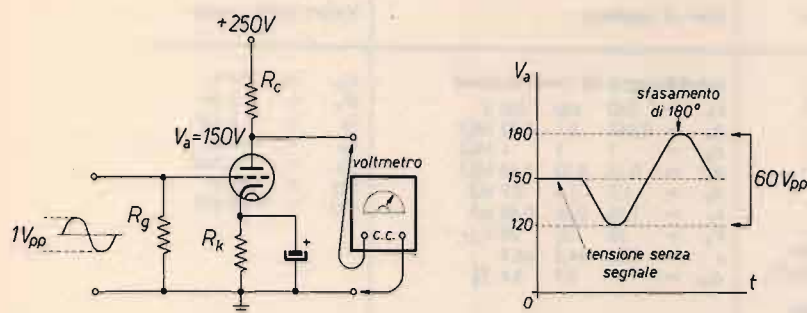 +250V
Rc
Va=150V
voltmetro
c.c.
1Vpp
Rg
Rk
+
Va
sfasamento
di 180°
180
150
120
60 Vpp
tensione senza
segnale
0
t